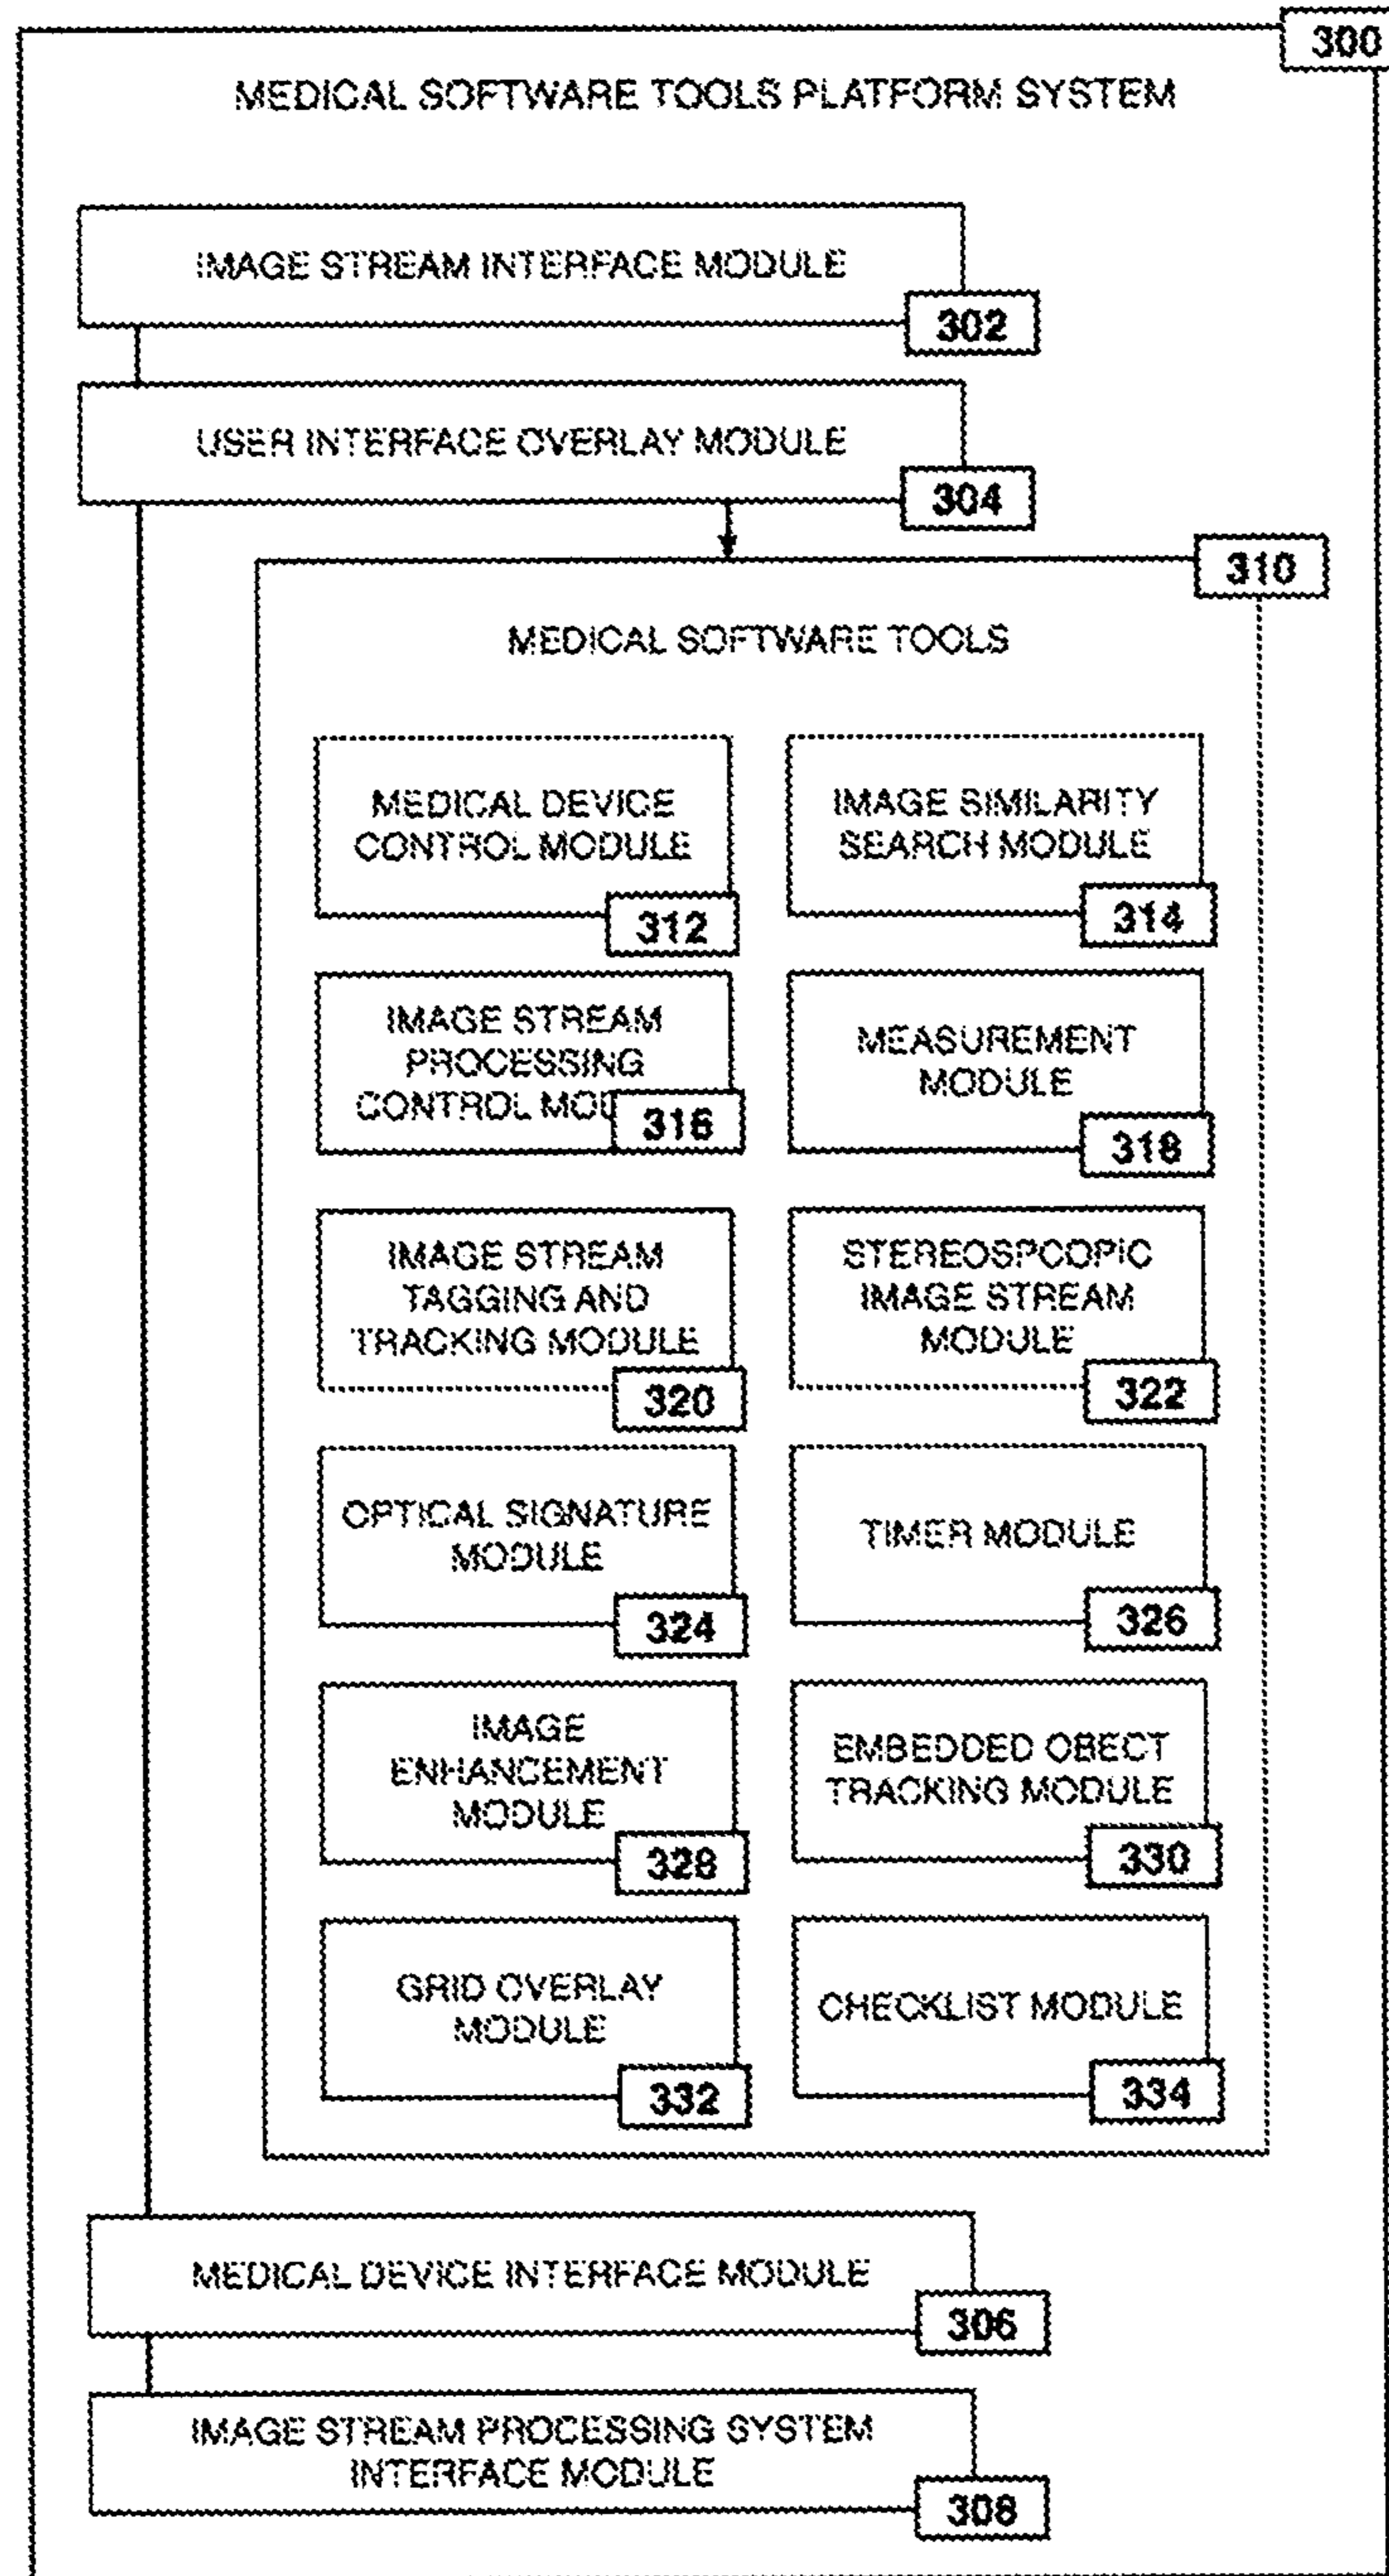 300
MEDICAL SOFTWARE TOOLS PLATFORM SYSTEM
IMAGE STREAM INTERFACE MODULE
302
USER INTERFACE OVERLAY MODULE
304
310
MEDICAL SOFTWARE TOOLS
MEDICAL DEVICE
CONTROL MODULE
312
IMAGE SIMILARITY
SEARCH MODULE
314
IMAGE STREAM
PROCESSING
CONTROL MOD
316
MEASUREMENT
MODULE
318
IMAGE STREAM
TAGGING AND
TRACKING MODULE
320
STEREOSPCOPIC
IMAGE STREAM
MODULE
322
OPTICAL SIGNATURE
MODULE
324
TIMER MODULE
326
IMAGE
ENHANCEMENT
MODULE
328
EMBEDDED OBECT
TRACKING MODULE
330
GRID OVERLAY
MODULE
332
CHECKLIST MODULE
334
MEDICAL DEVICE INTERFACE MODULE
306
IMAGE STREAM PROCESSING SYSTEM
INTERFACE MODULE
308